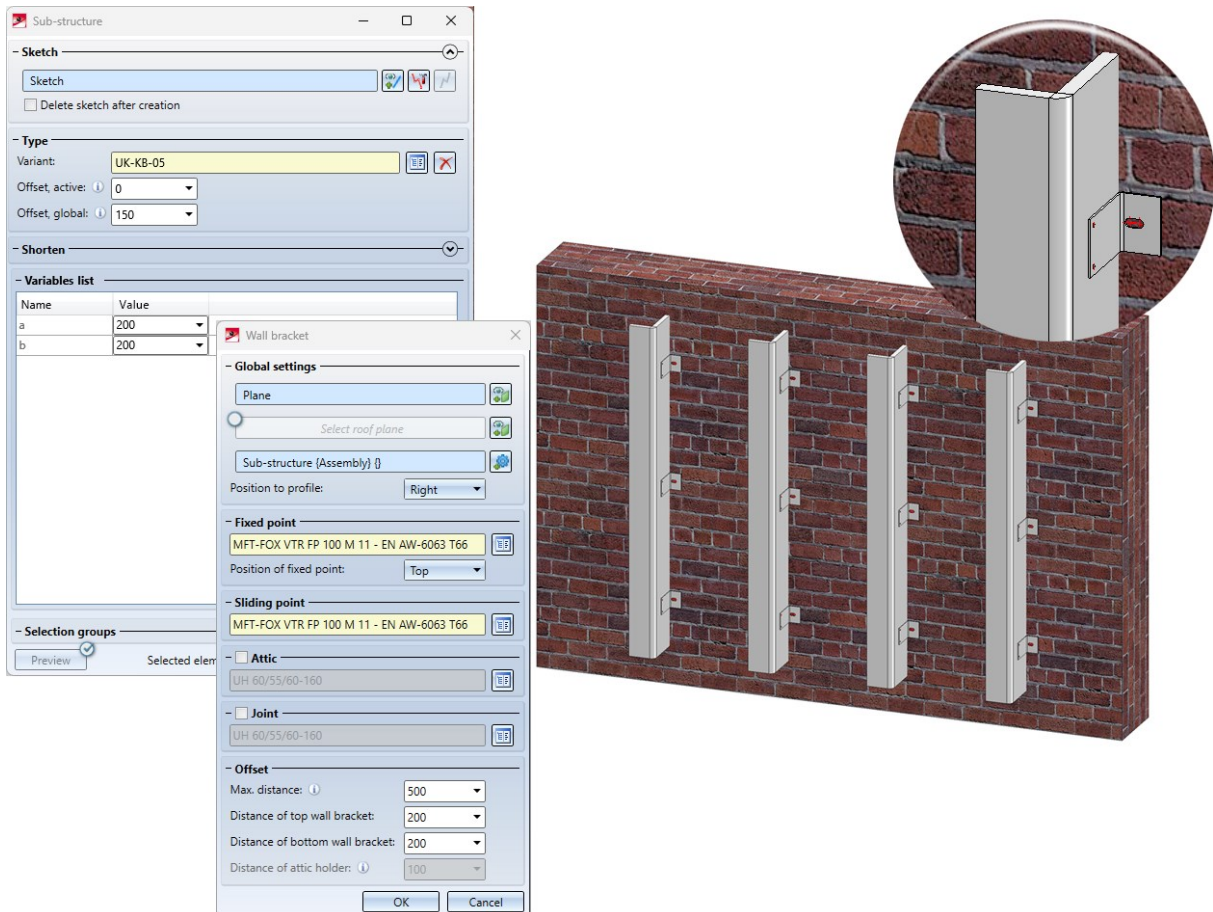 Sub-structure
Sketch
Sketch
Delete sketch after creation
Type
Variant: UK-KB-05
Offset, active: 0
Offset, global: 150
Shorten
Variables list
Name Value
a 200
b 200
Selection groups
Preview Selected elem
Wall bracket
Global settings
Plane
Select roof plane
Sub-structure {Assembly} {}
Position to profile: Right
Fixed point
MFT-FOX VTR FP 100 M 11 - EN AW-6063 T66
Position of fixed point: Top
Sliding point
MFT-FOX VTR FP 100 M 11 - EN AW-6063 T66
Attic
UH 60/55/60-160
Joint
UH 60/55/60-160
Offset
Max. distance: 500
Distance of top wall bracket: 200
Distance of bottom wall bracket: 200
Distance of attic holder: 100
OK Cancel